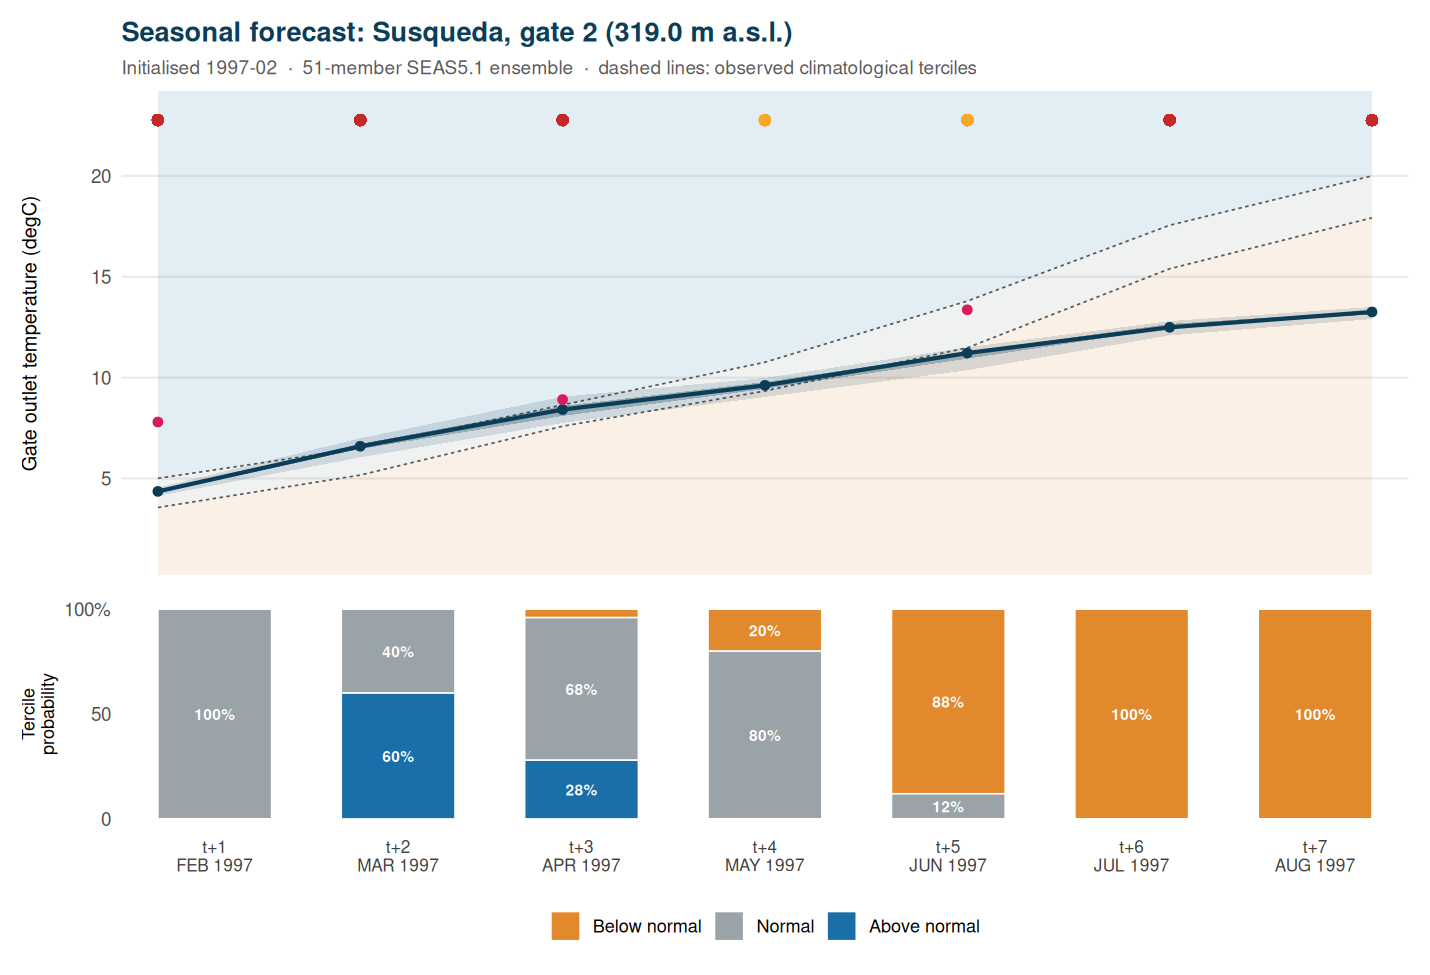 Seasonal forecast: Susqueda, gate 2 (319.0 m a.s.l.)
Initialised 1997-02 · 51-member SEAS5.1 ensemble · dashed lines: observed climatological terciles
Gate outlet temperature (degC)
20
15
10
5
Tercile
probability
100%
50
0
100%
40%
60%
68%
28%
20%
80%
88%
12%
100%
100%
t+1
FEB 1997
t+2
MAR 1997
t+3
APR 1997
t+4
MAY 1997
t+5
JUN 1997
t+6
JUL 1997
t+7
AUG 1997
Below normal
Normal
Above normal